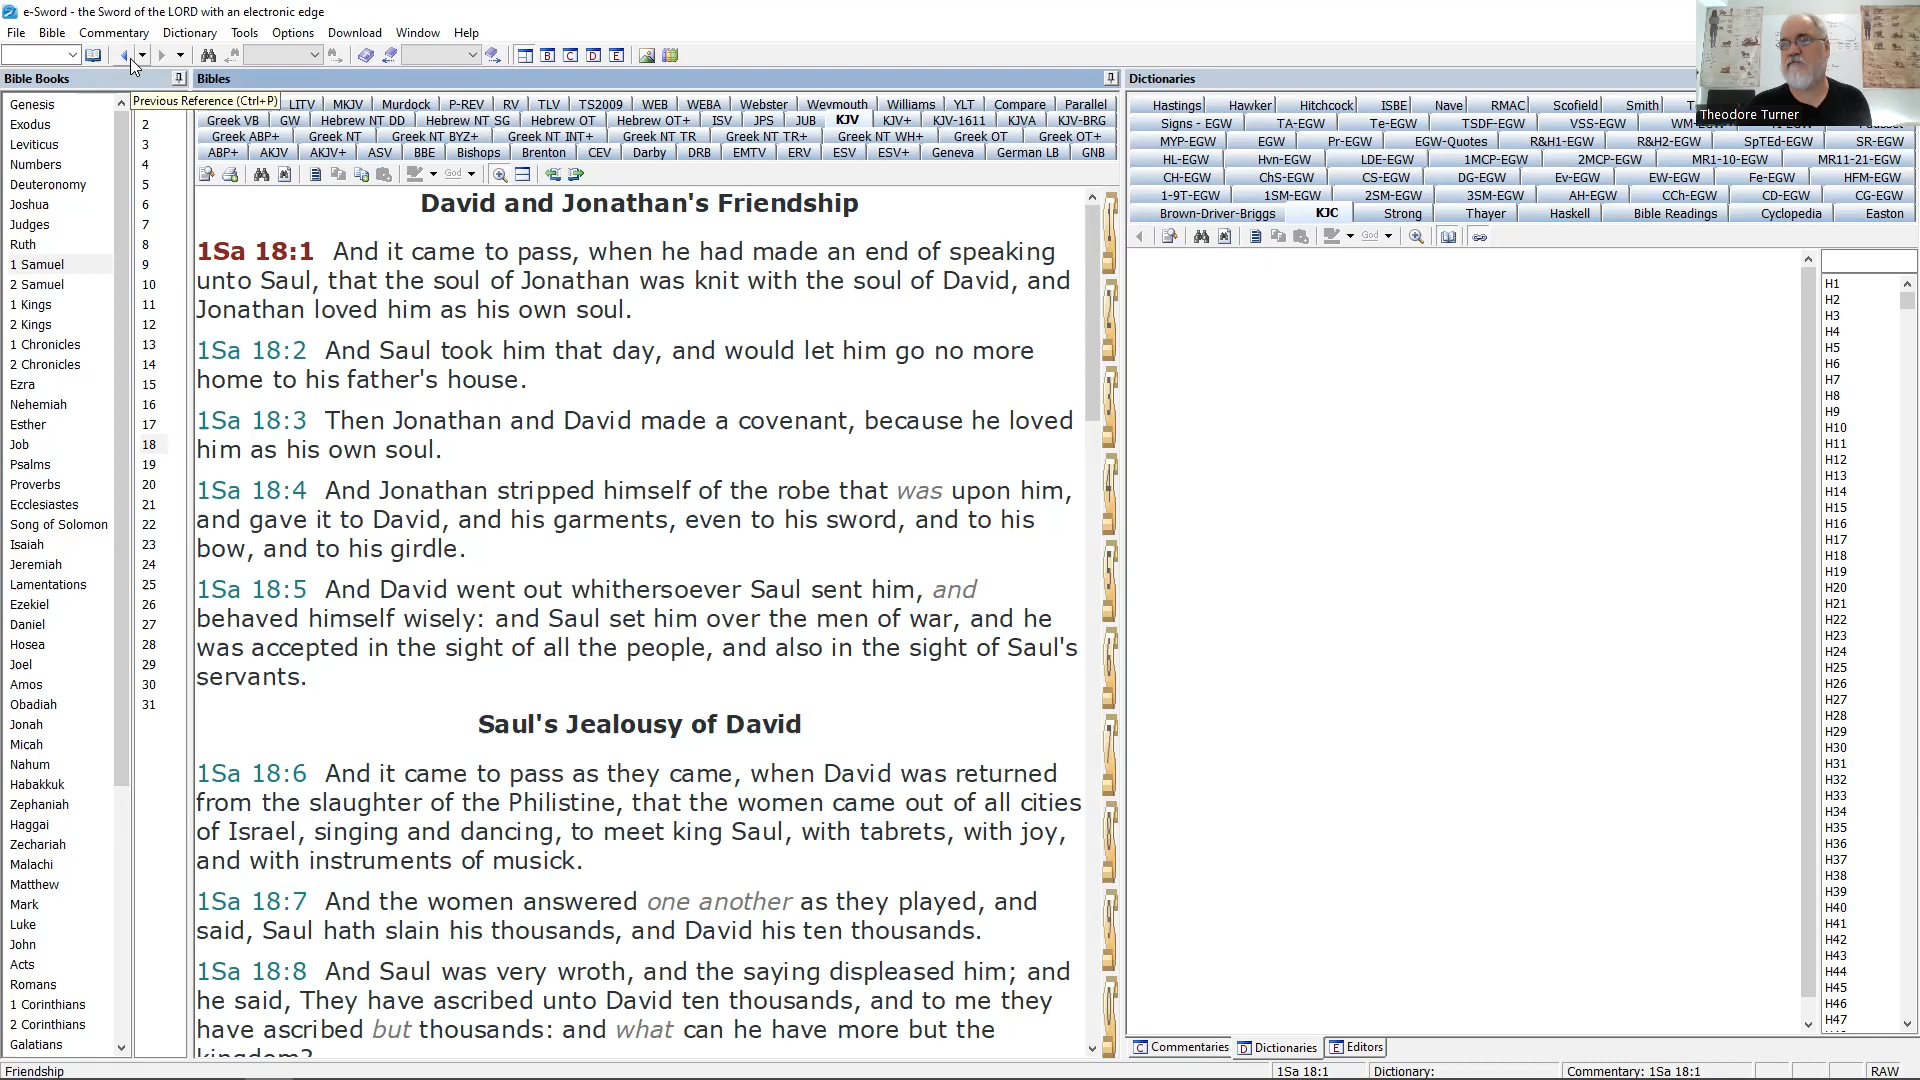 e-Sword - the Sword of the LORD with an electronic edge
File Bible Commentary Dictionary Tools Options Download Window Help
Bible Books
Previous Reference (Ctrl+P)
Genesis
Exodus
Leviticus
Numbers
Deuteronomy
Joshua
Judges
Ruth
1 Samuel
2 Samuel
1 Kings
2 Kings
1 Chronicles
2 Chronicles
Ezra
Nehemiah
Esther
Job
Psalms
Proverbs
Ecclesiastes
Song of Solomon
Isaiah
Jeremiah
Lamentations
Ezekiel
Daniel
Hosea
Joel
Amos
Obadiah
Jonah
Micah
Nahum
Habakkuk
Zephaniah
Haggai
Zechariah
Malachi
Matthew
Mark
Luke
John
Acts
Romans
1 Corinthians
2 Corinthians
Galatians
2
3
4
5
6
7
8
9
10
11
12
13
14
15
16
17
18
19
20
21
22
23
24
25
26
27
28
29
30
31
Bibles
LITV MKJV Murdock P-REV RV TLV TS2009 WEB WEBA Webster Weymouth Williams YLT Compare Parallel
Greek VB GW Hebrew NT DD Hebrew NT SG Hebrew OT Hebrew OT+ ISV JPS JUB KJV KJV+ KJV-1611 KJVA KJV-BRG
Greek ABP+ Greek NT Greek NT BYZ+ Greek NT INT+ Greek NT TR Greek NT TR+ Greek NT WH+ Greek OT Greek OT+
ABP+ AKJV AKJV+ ASV BBE Bishops Brenton CEV Darby DRB EMTV ERV ESV ESV+ Geneva German LB GNB
God
David and Jonathan's Friendship
1Sa 18:1 And it came to pass, when he had made an end of speaking
unto Saul, that the soul of Jonathan was knit with the soul of David, and
Jonathan loved him as his own soul.
1Sa 18:2 And Saul took him that day, and would let him go no more
home to his father's house.
1Sa 18:3 Then Jonathan and David made a covenant, because he loved
him as his own soul.
1Sa 18:4 And Jonathan stripped himself of the robe that was upon him,
and gave it to David, and his garments, even to his sword, and to his
bow, and to his girdle.
1Sa 18:5 And David went out whithersoever Saul sent him, and
behaved himself wisely: and Saul set him over the men of war, and he
was accepted in the sight of all the people, and also in the sight of Saul's
servants.
Saul's Jealousy of David
1Sa 18:6 And it came to pass as they came, when David was returned
from the slaughter of the Philistine, that the women came out of all cities
of Israel, singing and dancing, to meet king Saul, with tabrets, with joy,
and with instruments of musick.
1Sa 18:7 And the women answered one another as they played, and
said, Saul hath slain his thousands, and David his ten thousands.
1Sa 18:8 And Saul was very wroth, and the saying displeased him; and
he said, They have ascribed unto David ten thousands, and to me they
have ascribed but thousands: and what can he have more but the
kingdom?
Dictionaries
Theodore Turner
Hastings Hawker Hitchcock ISBE Nave RMAC Scofield Smith
Signs - EGW TA-EGW Te-EGW TSDF-EGW VSS-EGW
MYP-EGW EGW Pr-EGW EGW-Quotes R&H1-EGW R&H2-EGW SpTEd-EGW SR-EGW
HL-EGW Hvn-EGW LDE-EGW 1MCP-EGW 2MCP-EGW MR1-10-EGW MR11-21-EGW
CH-EGW ChS-EGW CS-EGW DG-EGW Ev-EGW EW-EGW Fe-EGW HFM-EGW
1-9T-EGW 1SM-EGW 2SM-EGW 3SM-EGW AH-EGW CCh-EGW CD-EGW CG-EGW
Brown-Driver-Briggs KJC Strong Thayer Haskell Bible Readings Cyclopedia Easton
God
H1
H2
H3
H4
H5
H6
H7
H8
H9
H10
H11
H12
H13
H14
H15
H16
H17
H18
H19
H20
H21
H22
H23
H24
H25
H26
H27
H28
H29
H30
H31
H32
H33
H34
H35
H36
H37
H38
H39
H40
H41
H42
H43
H44
H45
H46
H47
C Commentaries D Dictionaries E Editors
Friendship 1Sa 18:1 Dictionary: Commentary: 1Sa 18:1 RAW